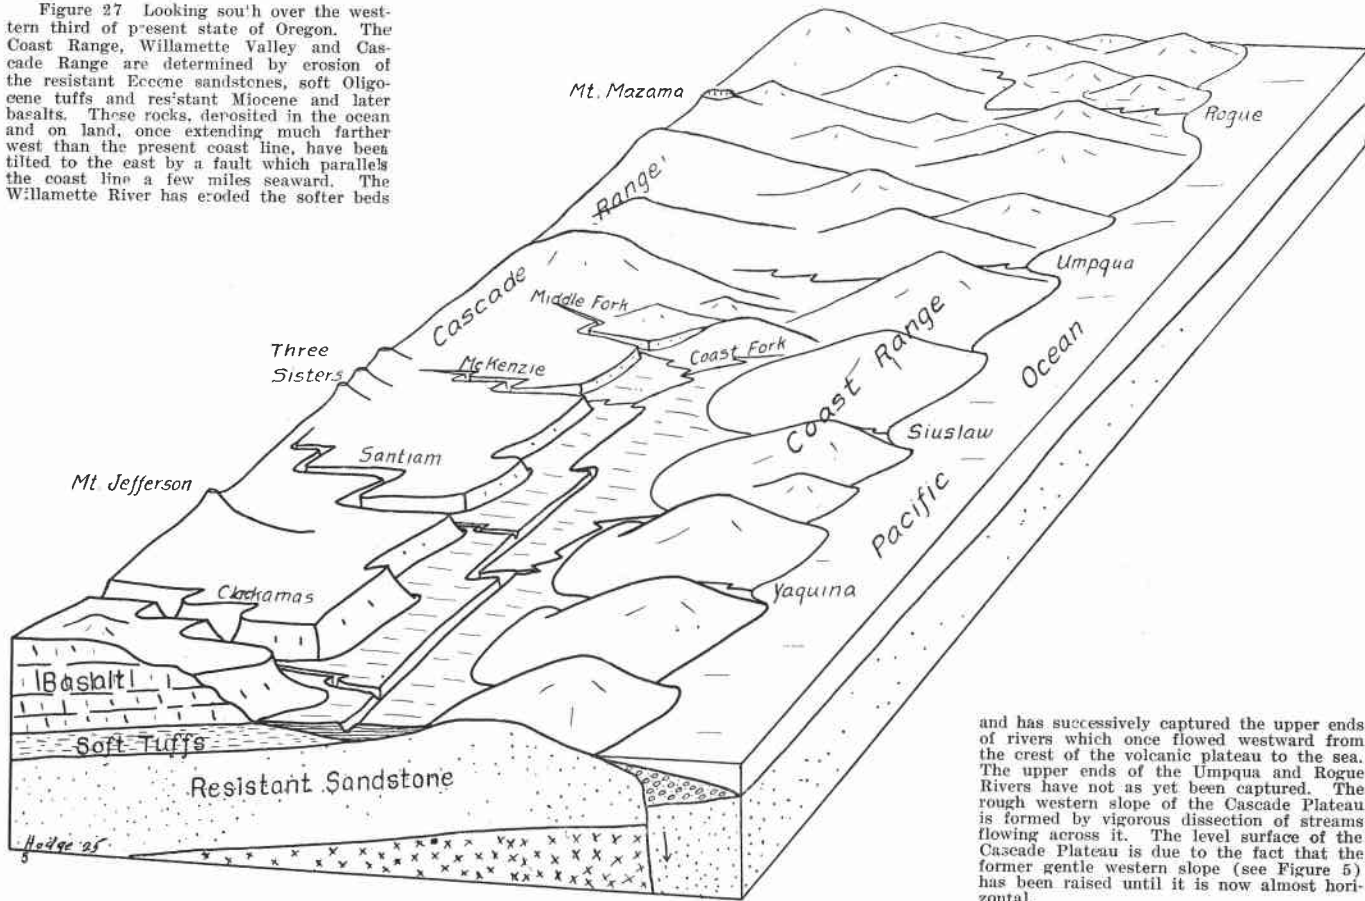 Figure 27 Looking sou'h over the west-
tern third of present state of Oregon. The
Coast Range, Willamette Valley and Cas-
cade Range are determined by erosion of
the resistant Eocene sandstones, soft Oligo-
cene tuffs and resistant Miocene and later
basalts. These rocks, deposited in the ocean
and on land, once extending much farther
west than the present coast line, have been
tilted to the east by a fault which parallels
the coast line a few miles seaward. The
Willamette River has eroded the softer beds
Mt. Mazama
Rogue
Range
Umpqua
Cascade
Middle Fork
Coast Fork
Three
Sisters
McKenzie
Coast Range
Ocean
Siuslaw
Santiam
Mt. Jefferson
Pacific
Yaquina
Clackamas
Baslalt
Soft Tuffs
Resistant Sandstone
Hodge 25
5
and has successively captured the upper ends
of rivers which once flowed westward from
the crest of the volcanic plateau to the sea.
The upper ends of the Umpqua and Rogue
Rivers have not as yet been captured. The
rough western slope of the Cascade Plateau
is formed by vigorous dissection of streams
flowing across it. The level surface of the
Cascade Plateau is due to the fact that the
former gentle western slope (see Figure 5)
has been raised until it is now almost hori-
zontal.